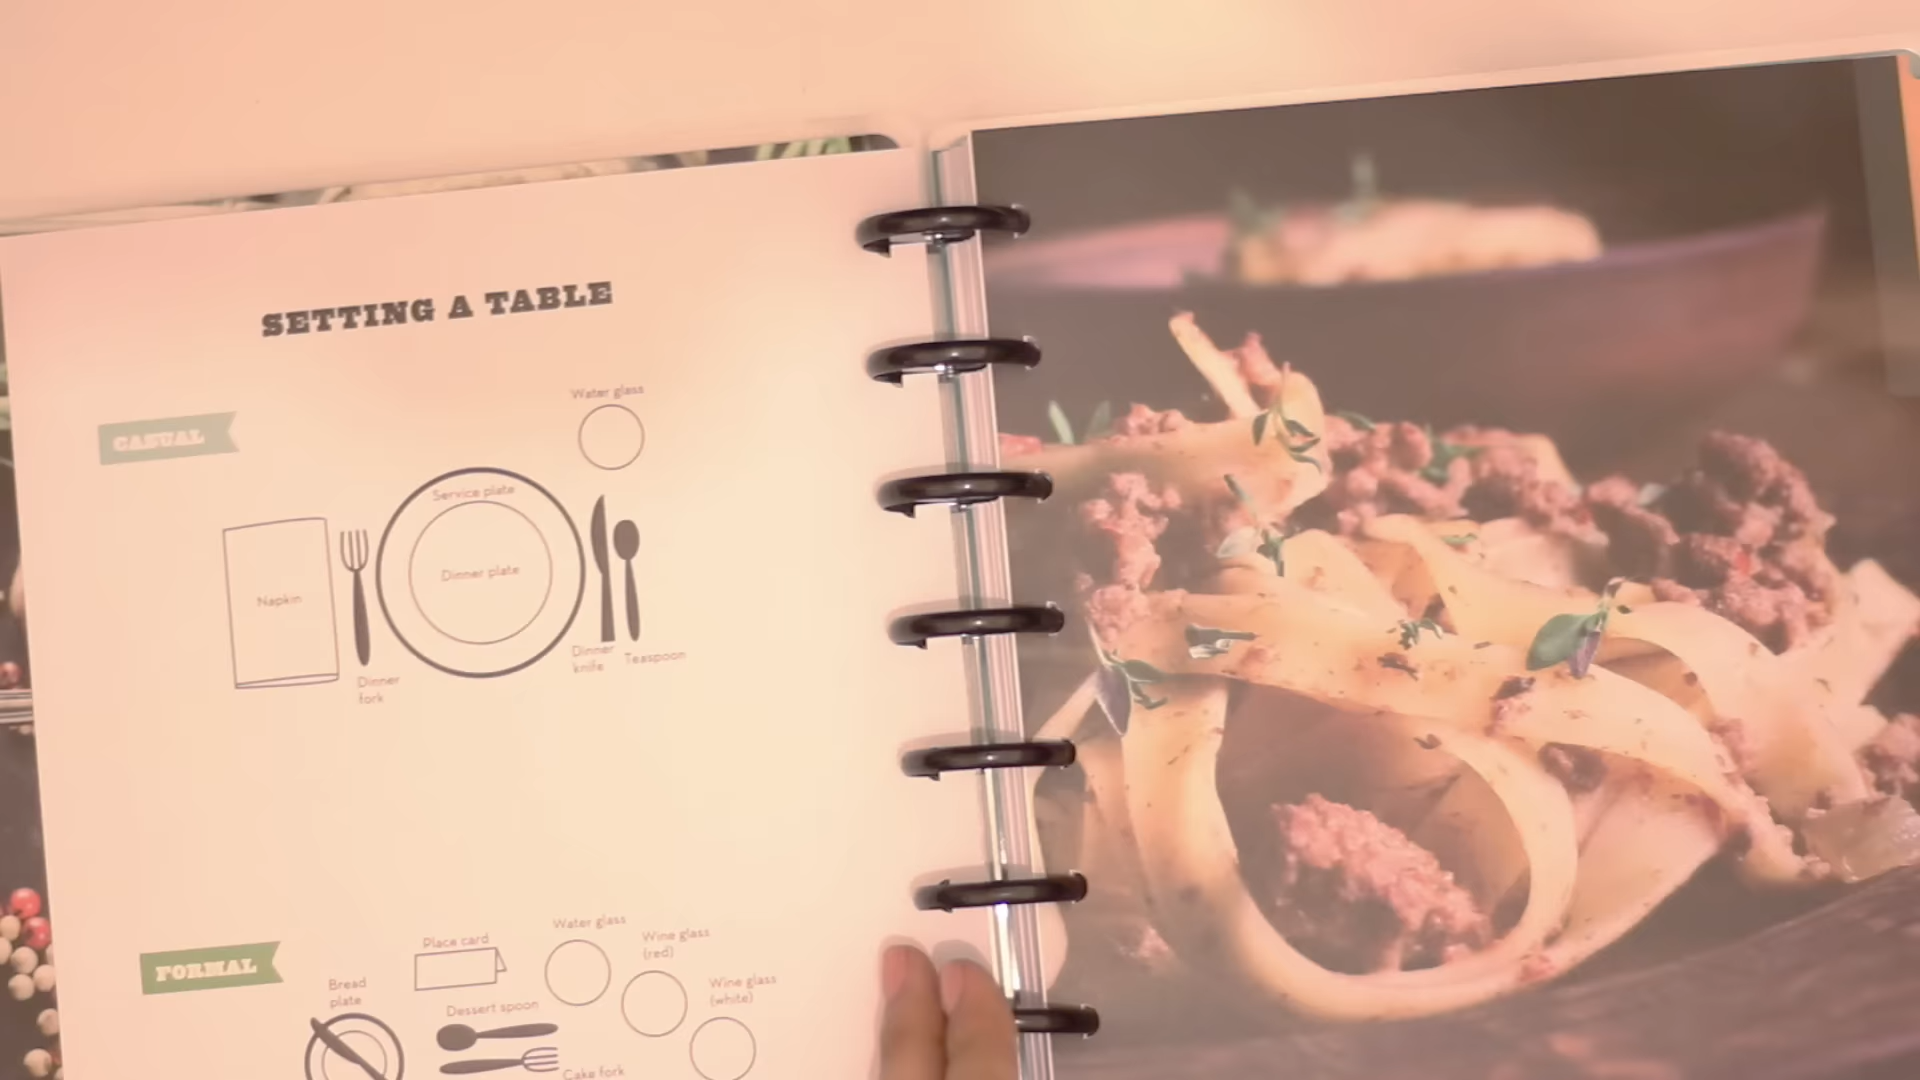 SETTING A TABLE
CASUAL
Water glass
Service plate
Dinner plate
Napkin
Dinner
fork
Dinner
knife
Teaspoon
FORMAL
Place card
Water glass
Wine glass
(red)
Wine glass
(white)
Bread
plate
Dessert spoon
Cake fork